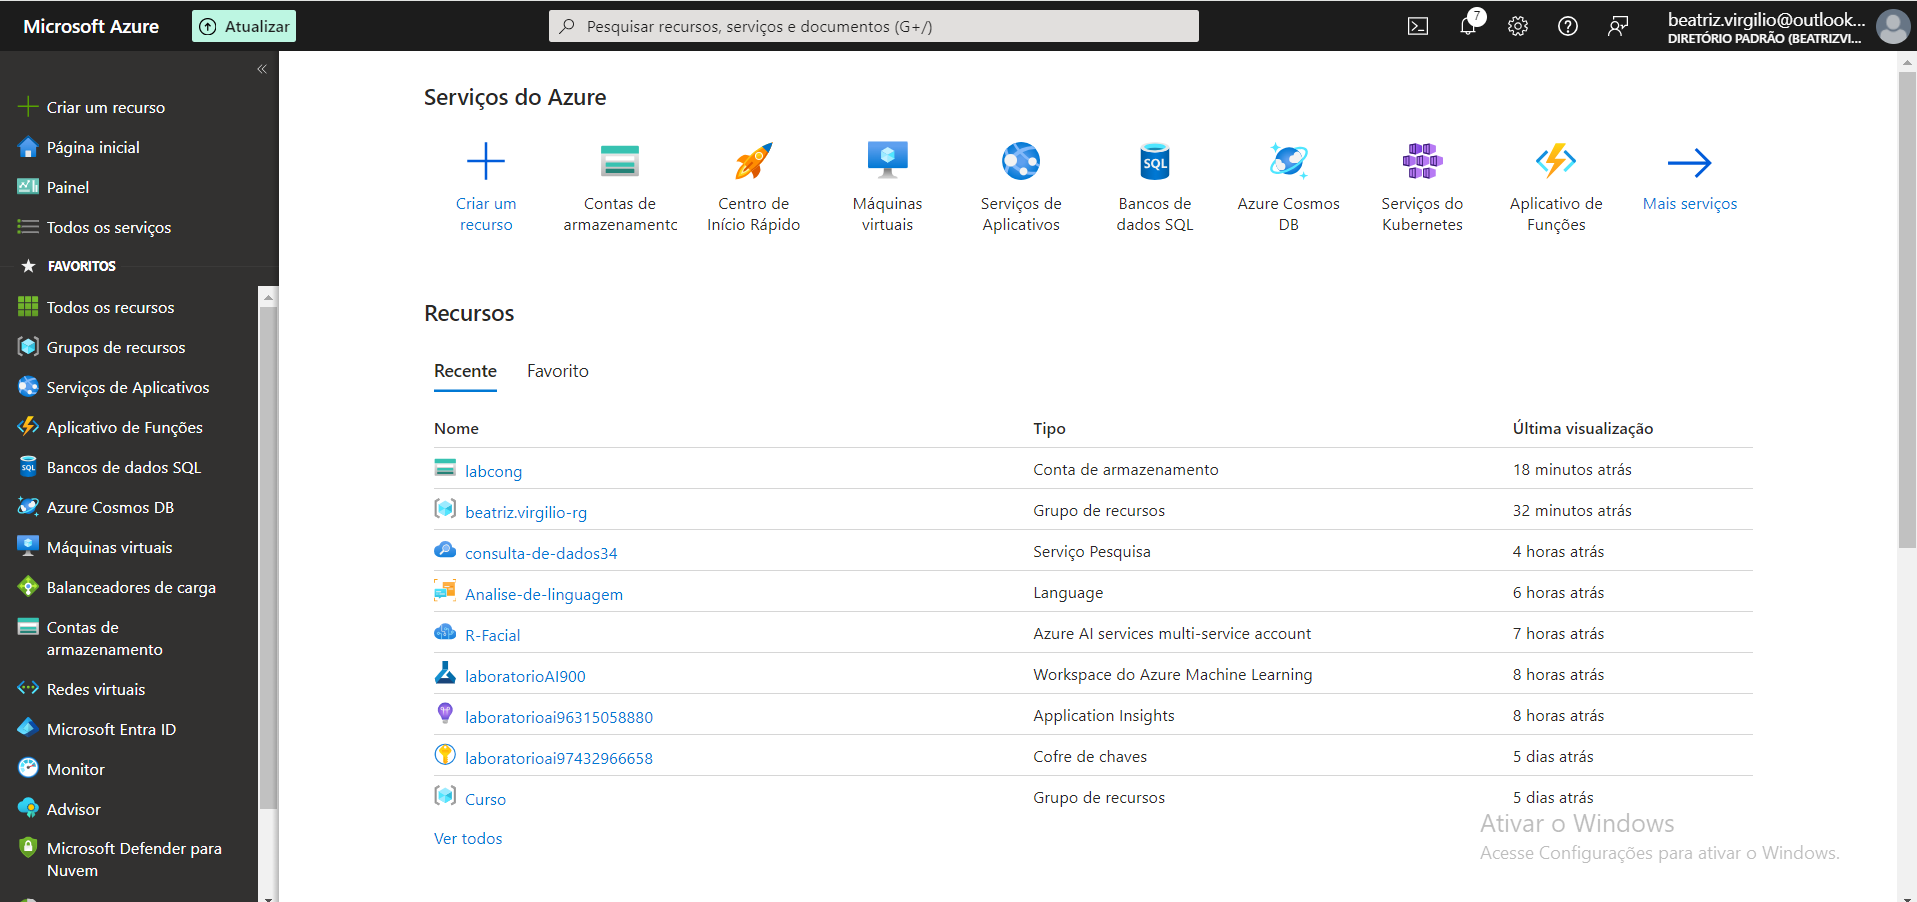 Microsoft Azure
Atualizar
Pesquisar recursos, serviços e documentos (G+/)
7
beatriz.virgilio@outlook...
DIRETÓRIO PADRÃO (BEATRIZVI...
Criar um recurso
Página inicial
Painel
Todos os serviços
FAVORITOS
Todos os recursos
Grupos de recursos
Serviços de Aplicativos
Aplicativo de Funções
SQL
Bancos de dados SQL
Azure Cosmos DB
Máquinas virtuais
Balanceadores de carga
Contas de
armazenamento
Redes virtuais
Microsoft Entra ID
Monitor
Advisor
Microsoft Defender para
Nuvem
Serviços do Azure
Criar um
recurso
Contas de
armazenamento
Centro de
Início Rápido
Máquinas
virtuais
Serviços de
Aplicativos
SQL
Bancos de
dados SQL
Azure Cosmos
DB
Serviços do
Kubernetes
Aplicativo de
Funções
Mais serviços
Recursos
Recente Favorito
Nome Tipo Última visualização
labcong Conta de armazenamento 18 minutos atrás
beatriz.virgilio-rg Grupo de recursos 32 minutos atrás
consulta-de-dados34 Serviço Pesquisa 4 horas atrás
Analise-de-linguagem Language 6 horas atrás
R-Facial Azure AI services multi-service account 7 horas atrás
laboratorioAI900 Workspace do Azure Machine Learning 8 horas atrás
laboratorioai96315058880 Application Insights 8 horas atrás
laboratorioai97432966658 Cofre de chaves 5 dias atrás
Curso Grupo de recursos 5 dias atrás
Ver todos
Ativar o Windows
Acesse Configurações para ativar o Windows.